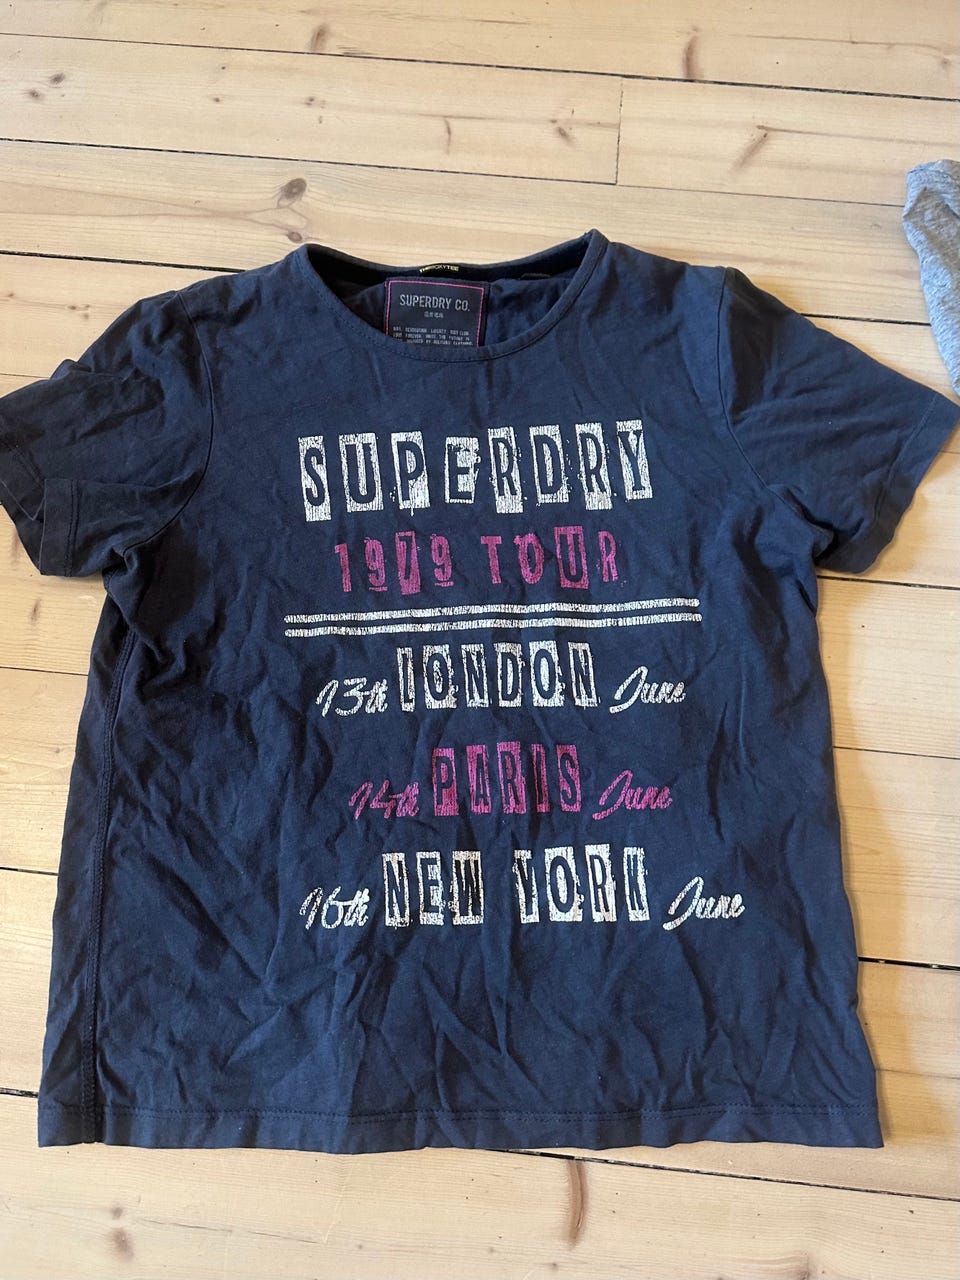 SUPERDRY CO.
SUPERDRY
1979 TOUR
13th LONDON June
14th PARIS June
16th NEW YORK June